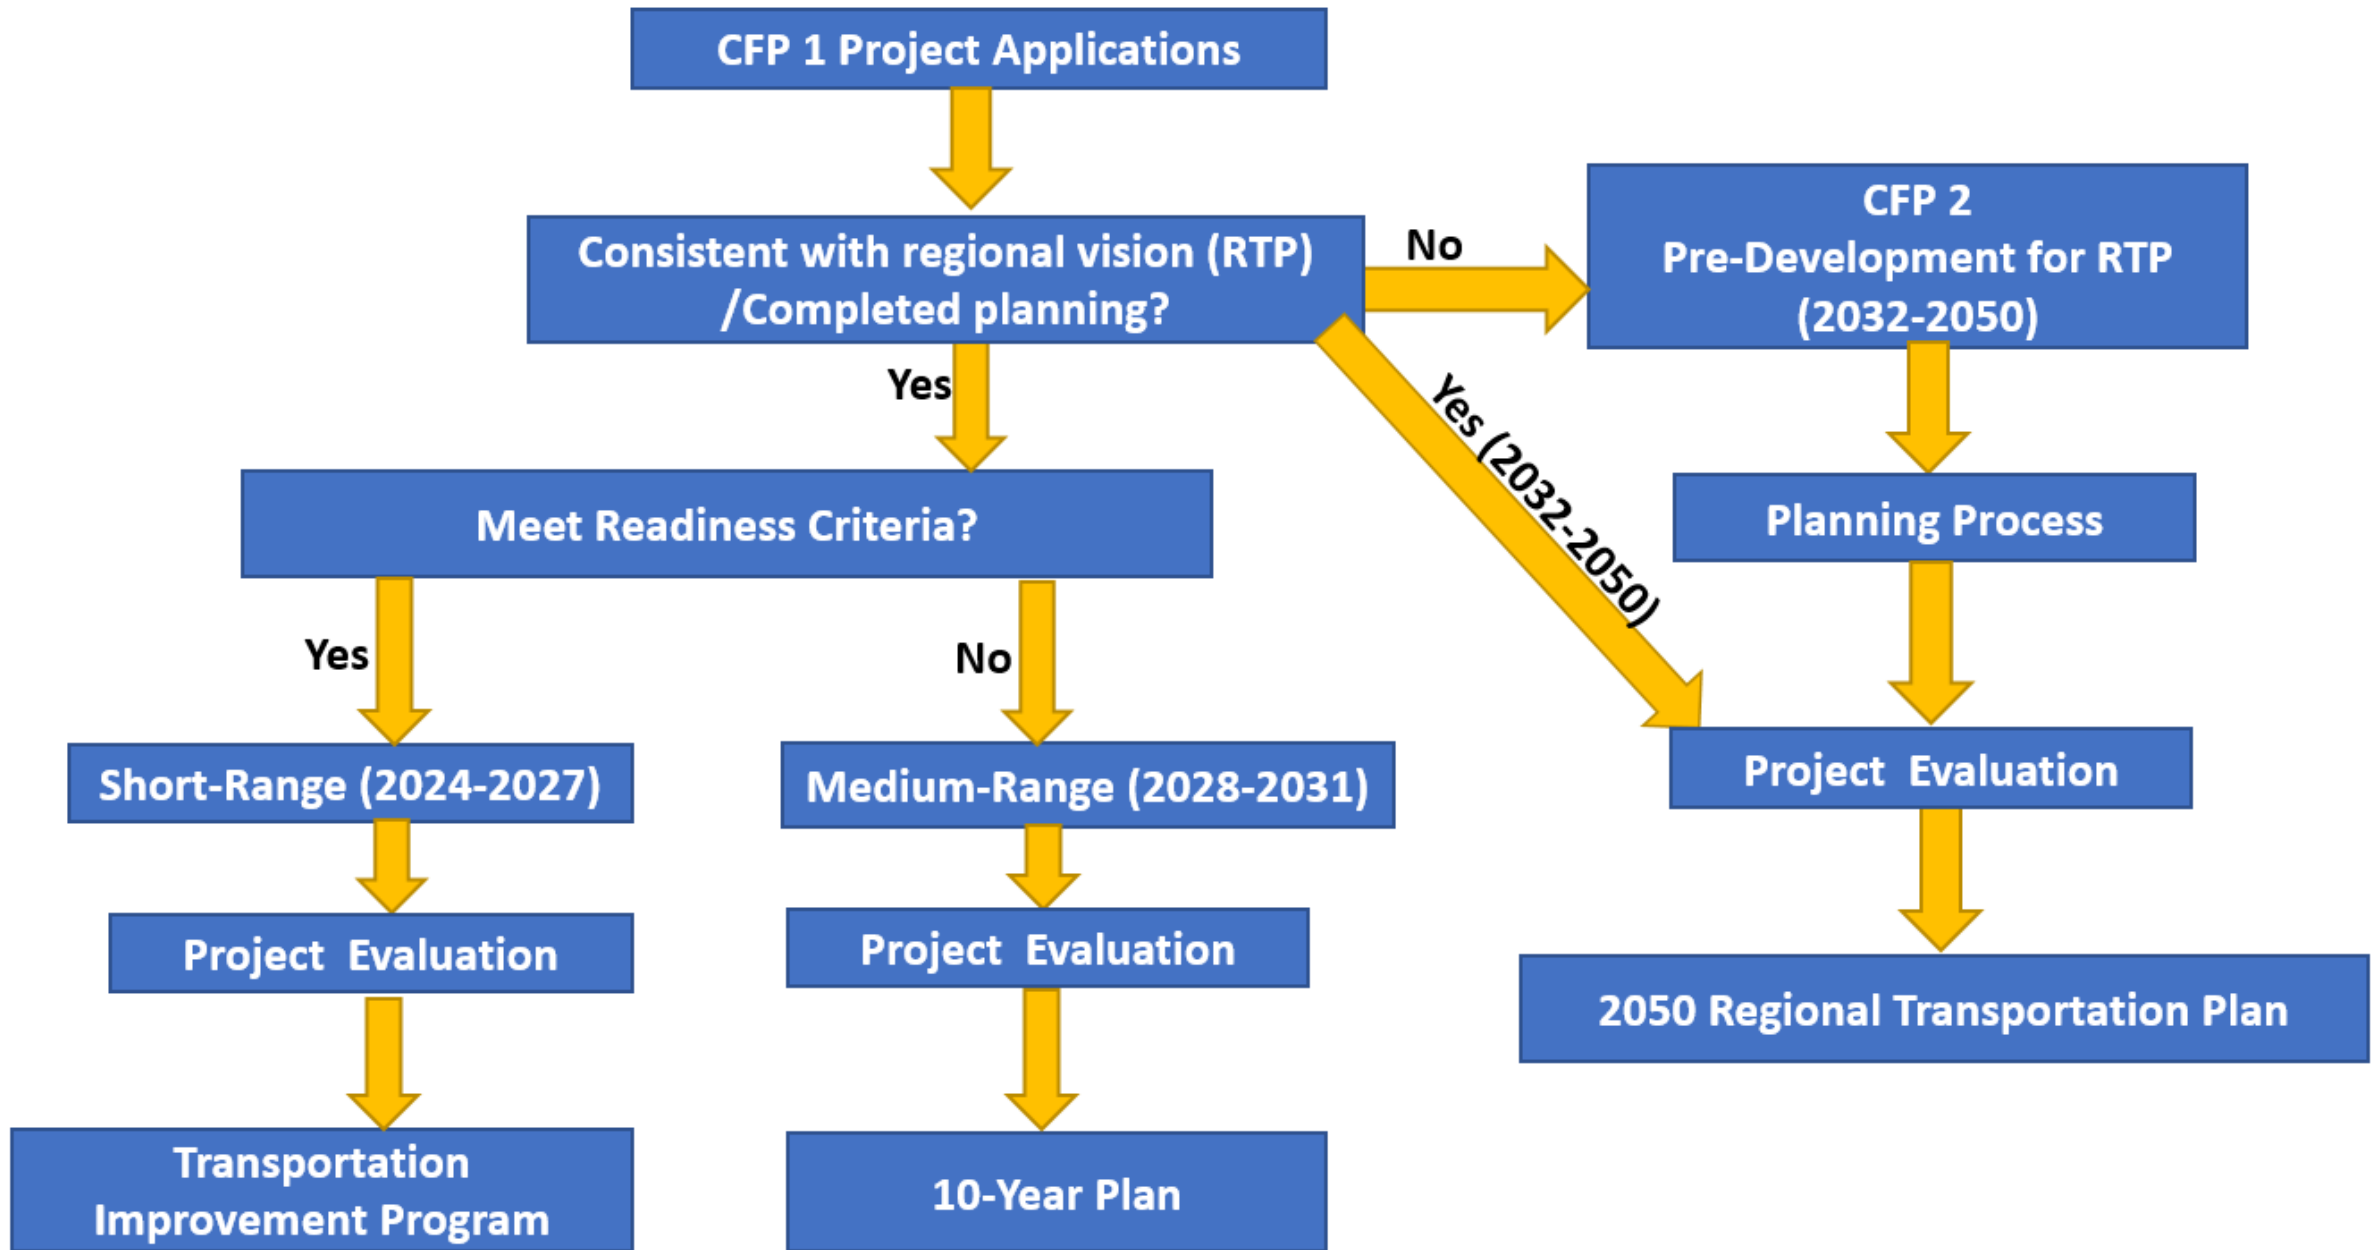 CFP 1 Project Applications
Consistent with regional vision (RTP)
/Completed planning?
No
CFP 2
Pre-Development for RTP
(2032-2050)
Yes
Yes (2032-2050)
Meet Readiness Criteria?
Planning Process
Yes
No
Short-Range (2024-2027)
Medium-Range (2028-2031)
Project Evaluation
Project Evaluation
Project Evaluation
2050 Regional Transportation Plan
Transportation
Improvement Program
10-Year Plan